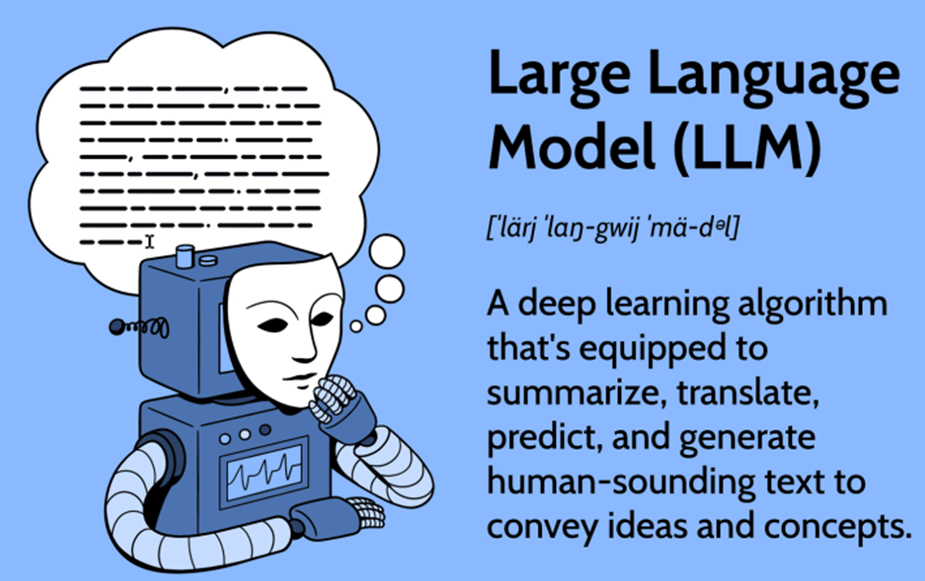 Large Language
Model (LLM)
[ˈlärj ˈlaŋ-gwij ˈmä-dᵊl]
A deep learning algorithm
that's equipped to
summarize, translate,
predict, and generate
human-sounding text to
convey ideas and concepts.